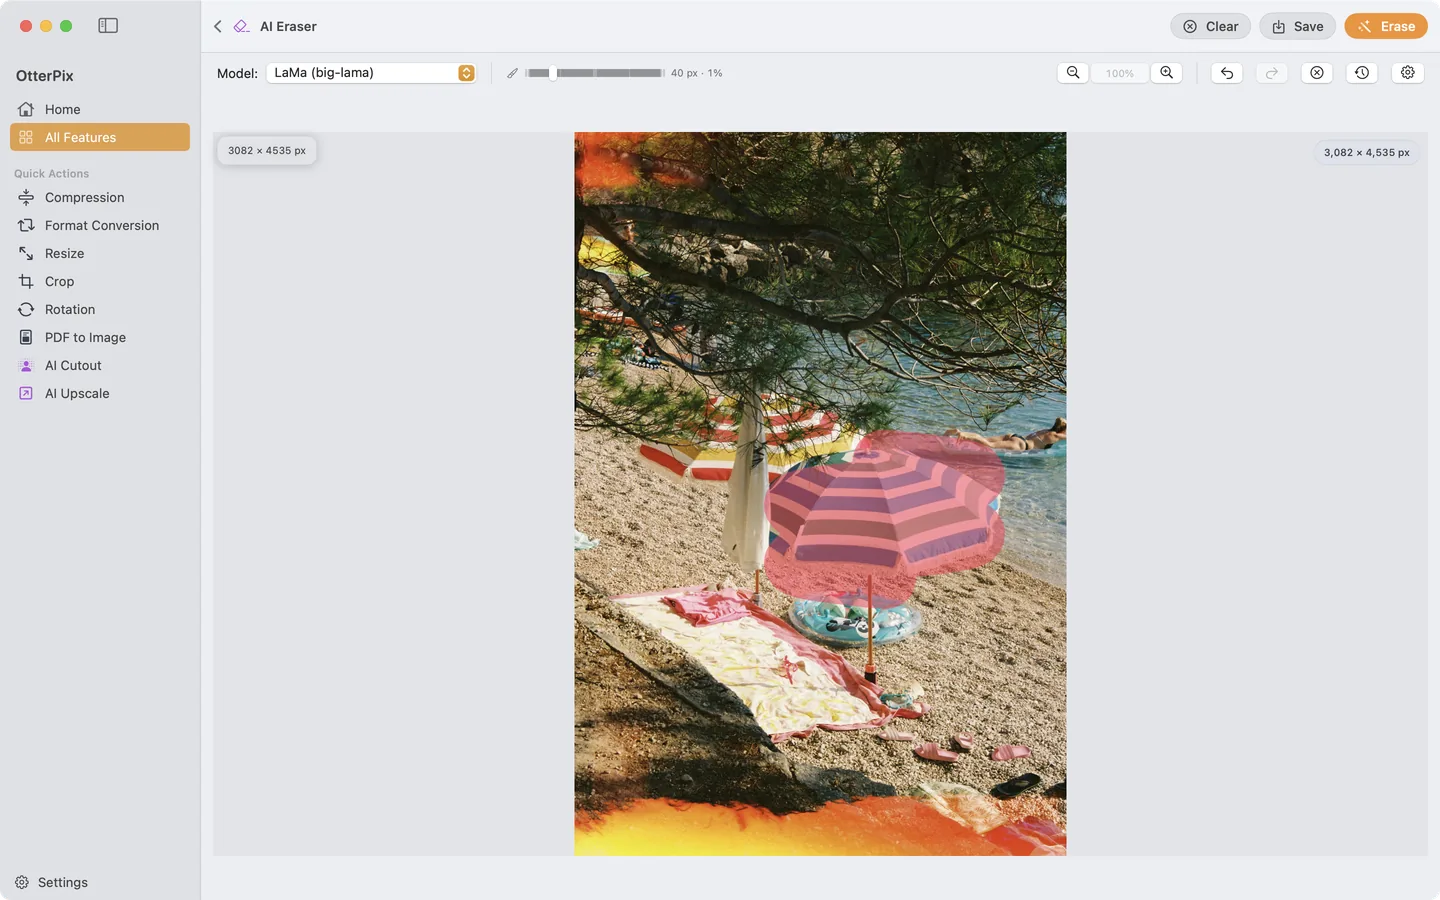 AI Eraser
Clear
Save
Erase
OtterPix
Model:
LaMa (big-lama)
40 px · 1%
100%
Home
All Features
3082 × 4535 px
3,082 × 4,535 px
Quick Actions
Compression
Format Conversion
Resize
Crop
Rotation
PDF to Image
AI Cutout
AI Upscale
Settings